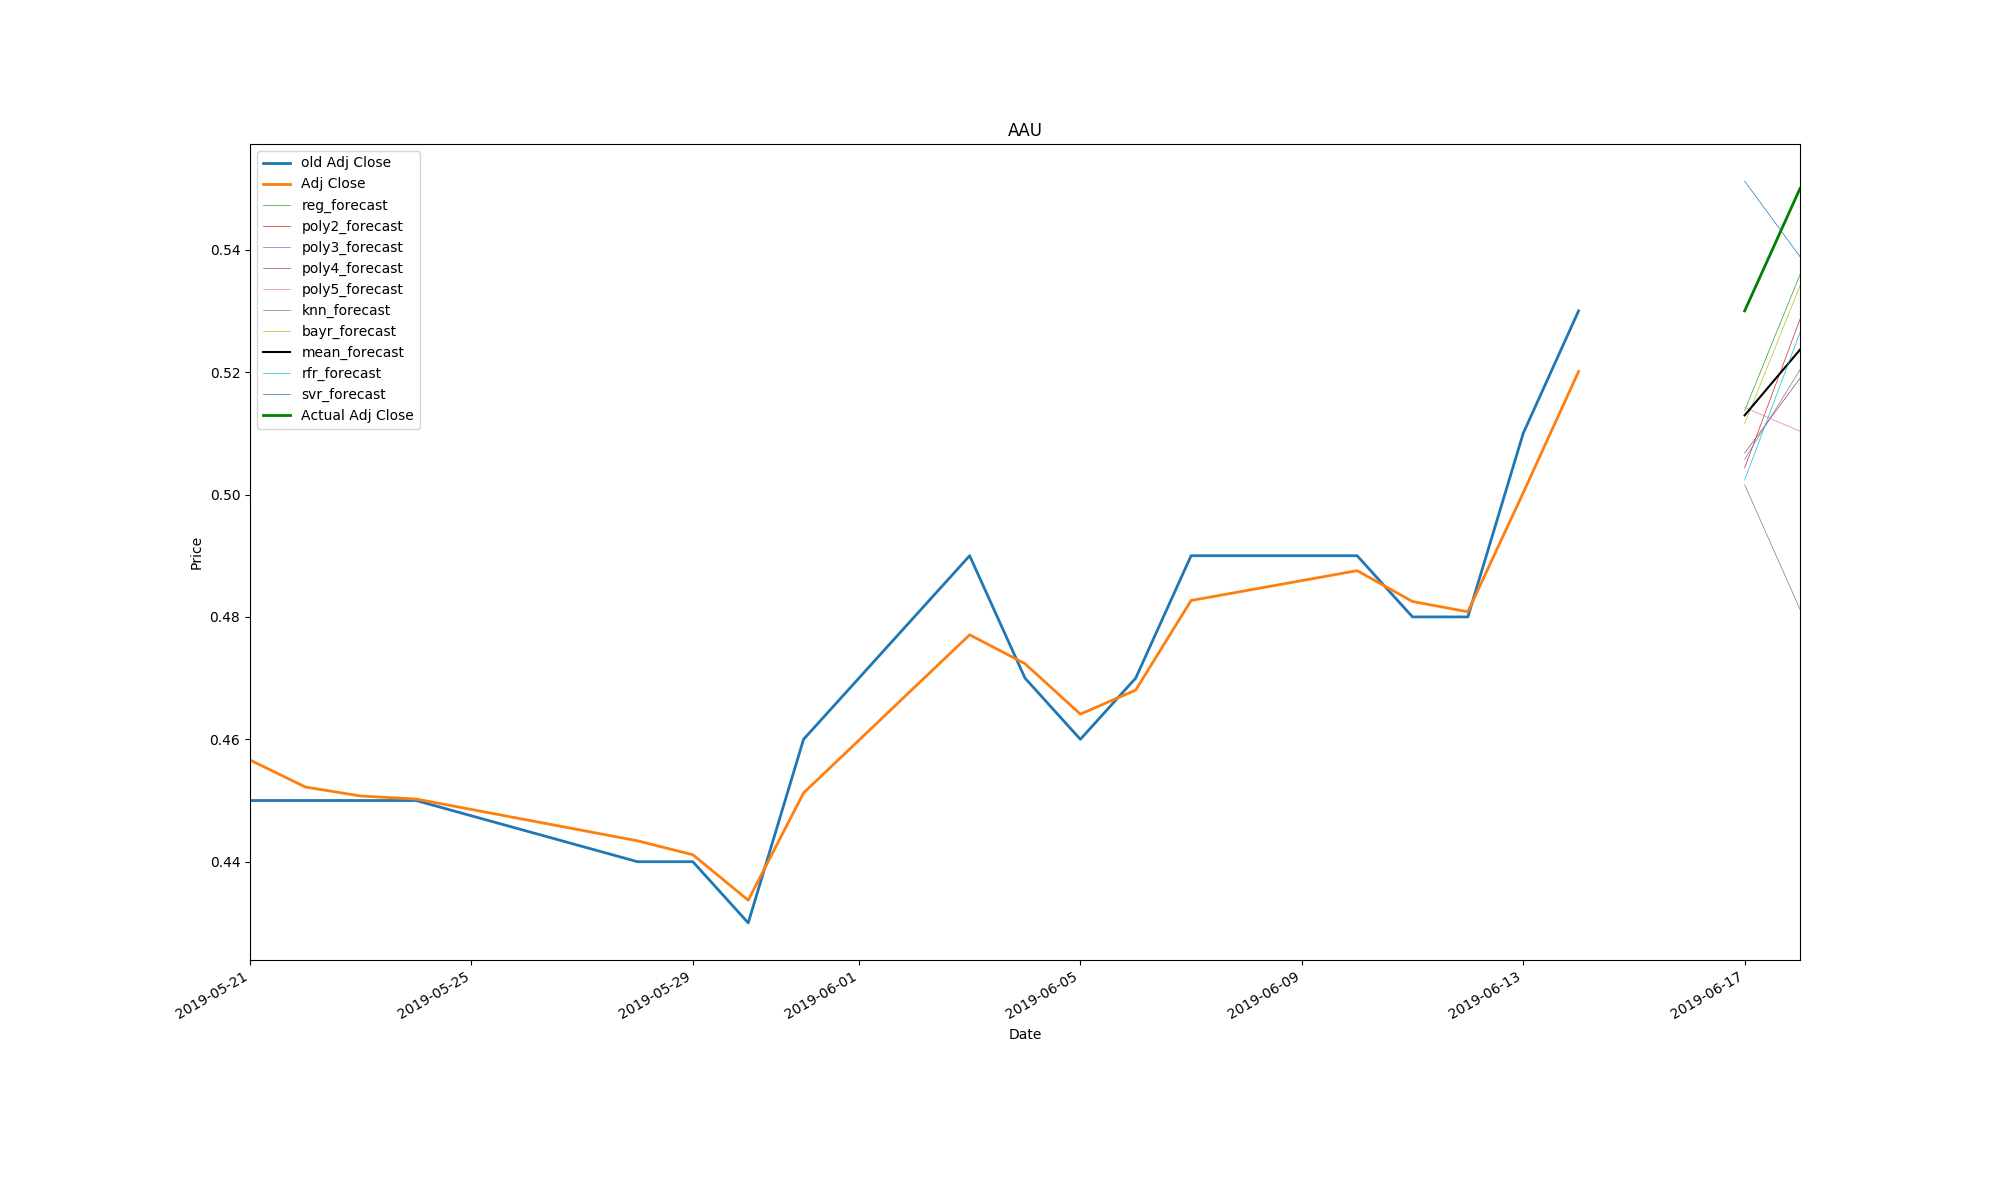 AAU
old Adj Close
Adj Close
reg_forecast
poly2_forecast
poly3_forecast
poly4_forecast
poly5_forecast
knn_forecast
bayr_forecast
mean_forecast
rfr_forecast
svr_forecast
Actual Adj Close
0.54
0.52
0.50
0.48
0.46
0.44
Price
2019-05-21
2019-05-25
2019-05-29
2019-06-01
2019-06-05
2019-06-09
2019-06-13
2019-06-17
Date